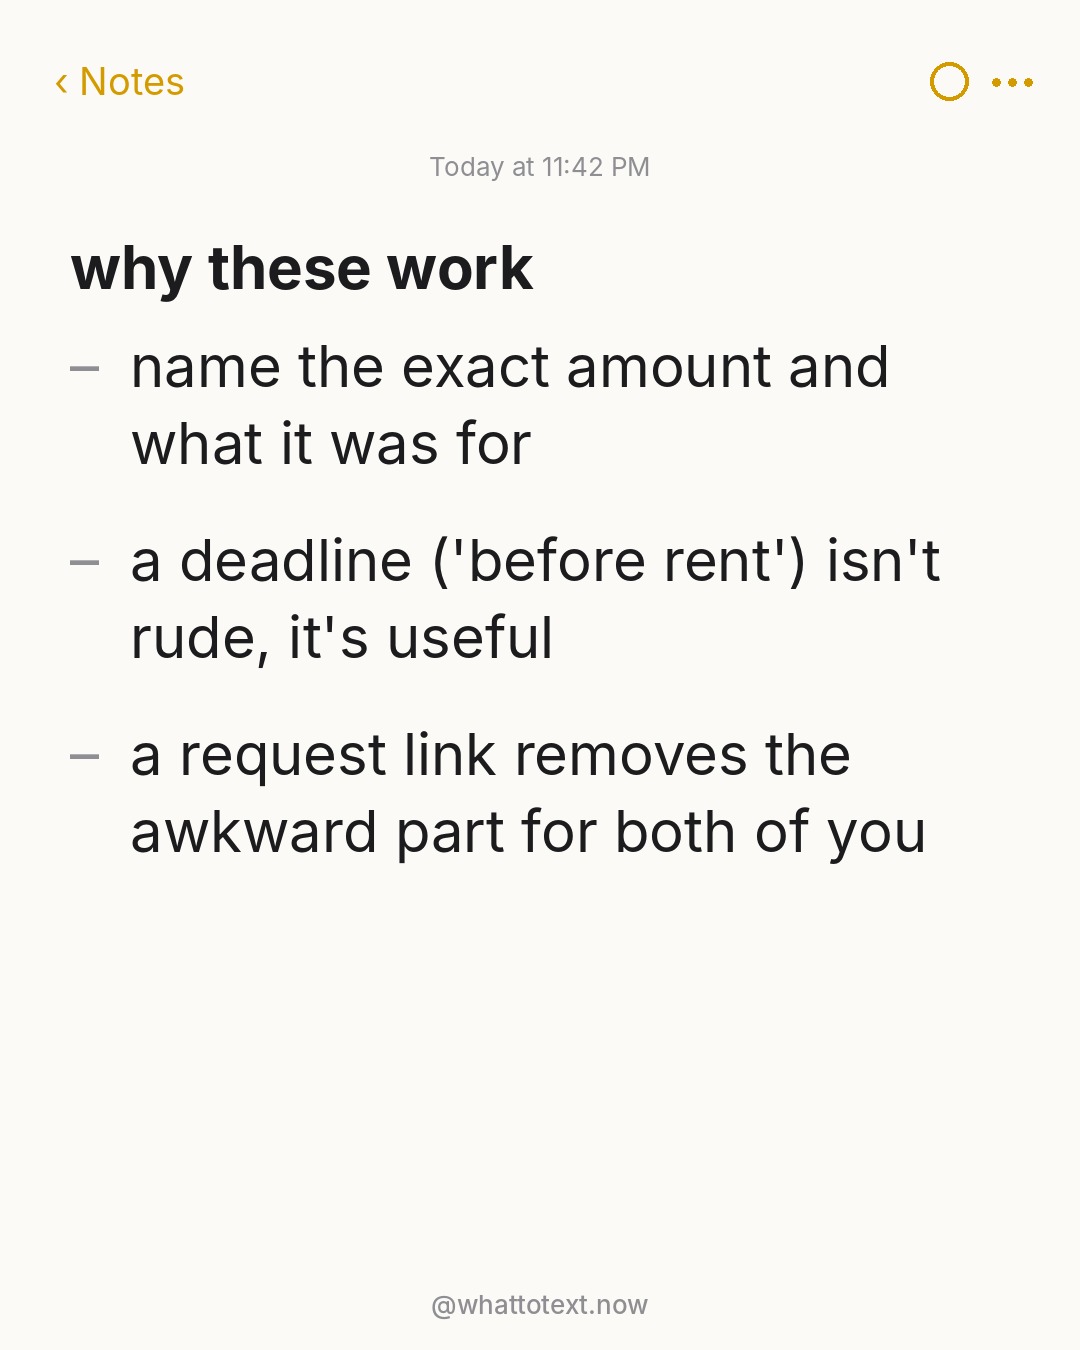 ‹ Notes
Today at 11:42 PM
why these work
– name the exact amount and
what it was for
– a deadline ('before rent') isn't
rude, it's useful
– a request link removes the
awkward part for both of you
@whattotext.now